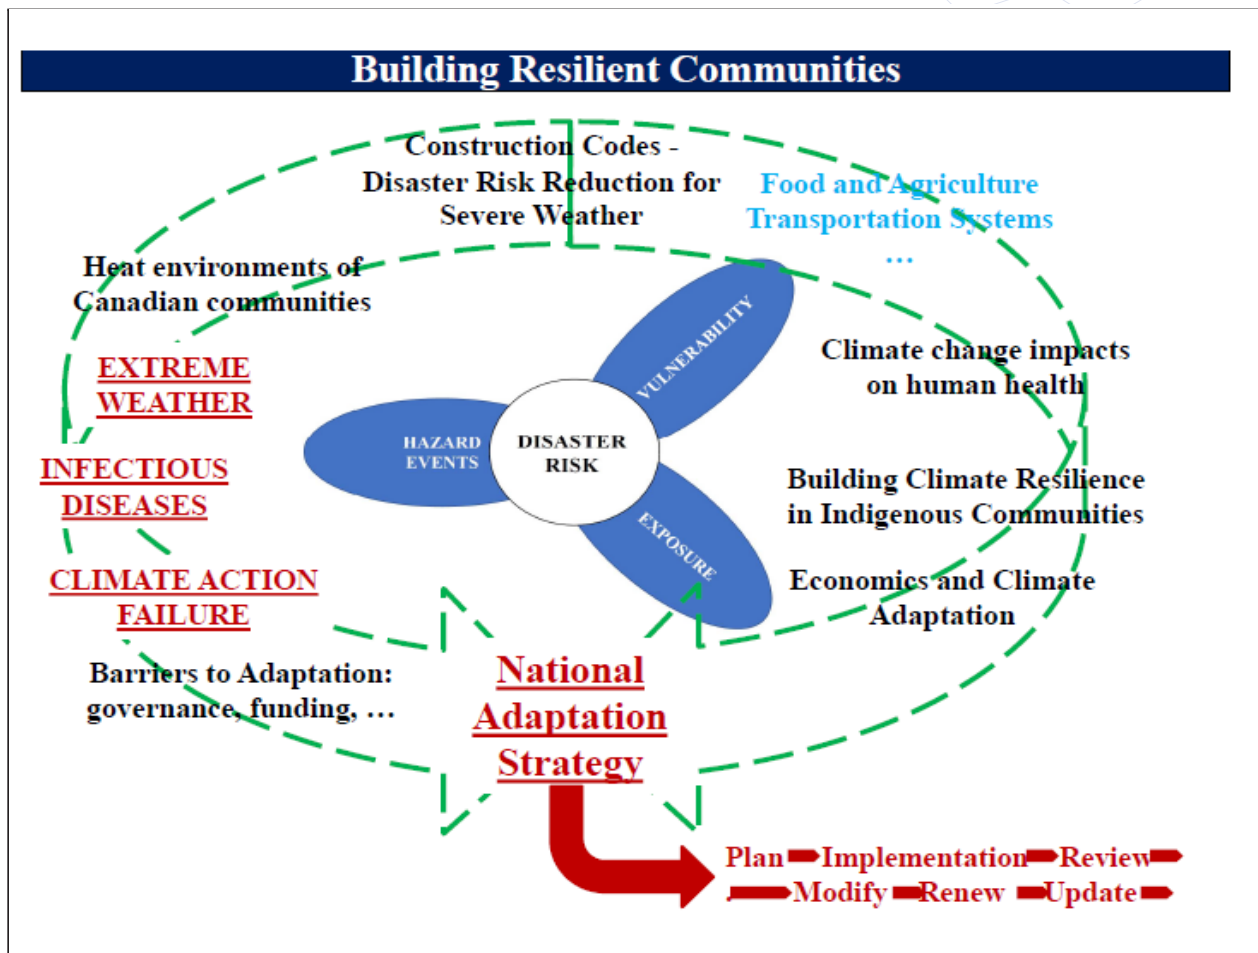 Building Resilient Communities
Construction Codes -
Disaster Risk Reduction for
Severe Weather
Food and Agriculture
Transportation Systems
…
Heat environments of
Canadian communities
EXTREME
WEATHER
INFECTIOUS
DISEASES
CLIMATE ACTION
FAILURE
Barriers to Adaptation:
governance, funding, …
VULNERABILITY
HAZARD
EVENTS
DISASTER
RISK
EXPOSURE
Climate change impacts
on human health
Building Climate Resilience
in Indigenous Communities
Economics and Climate
Adaptation
National
Adaptation
Strategy
Plan Implementation Review
Modify Renew Update